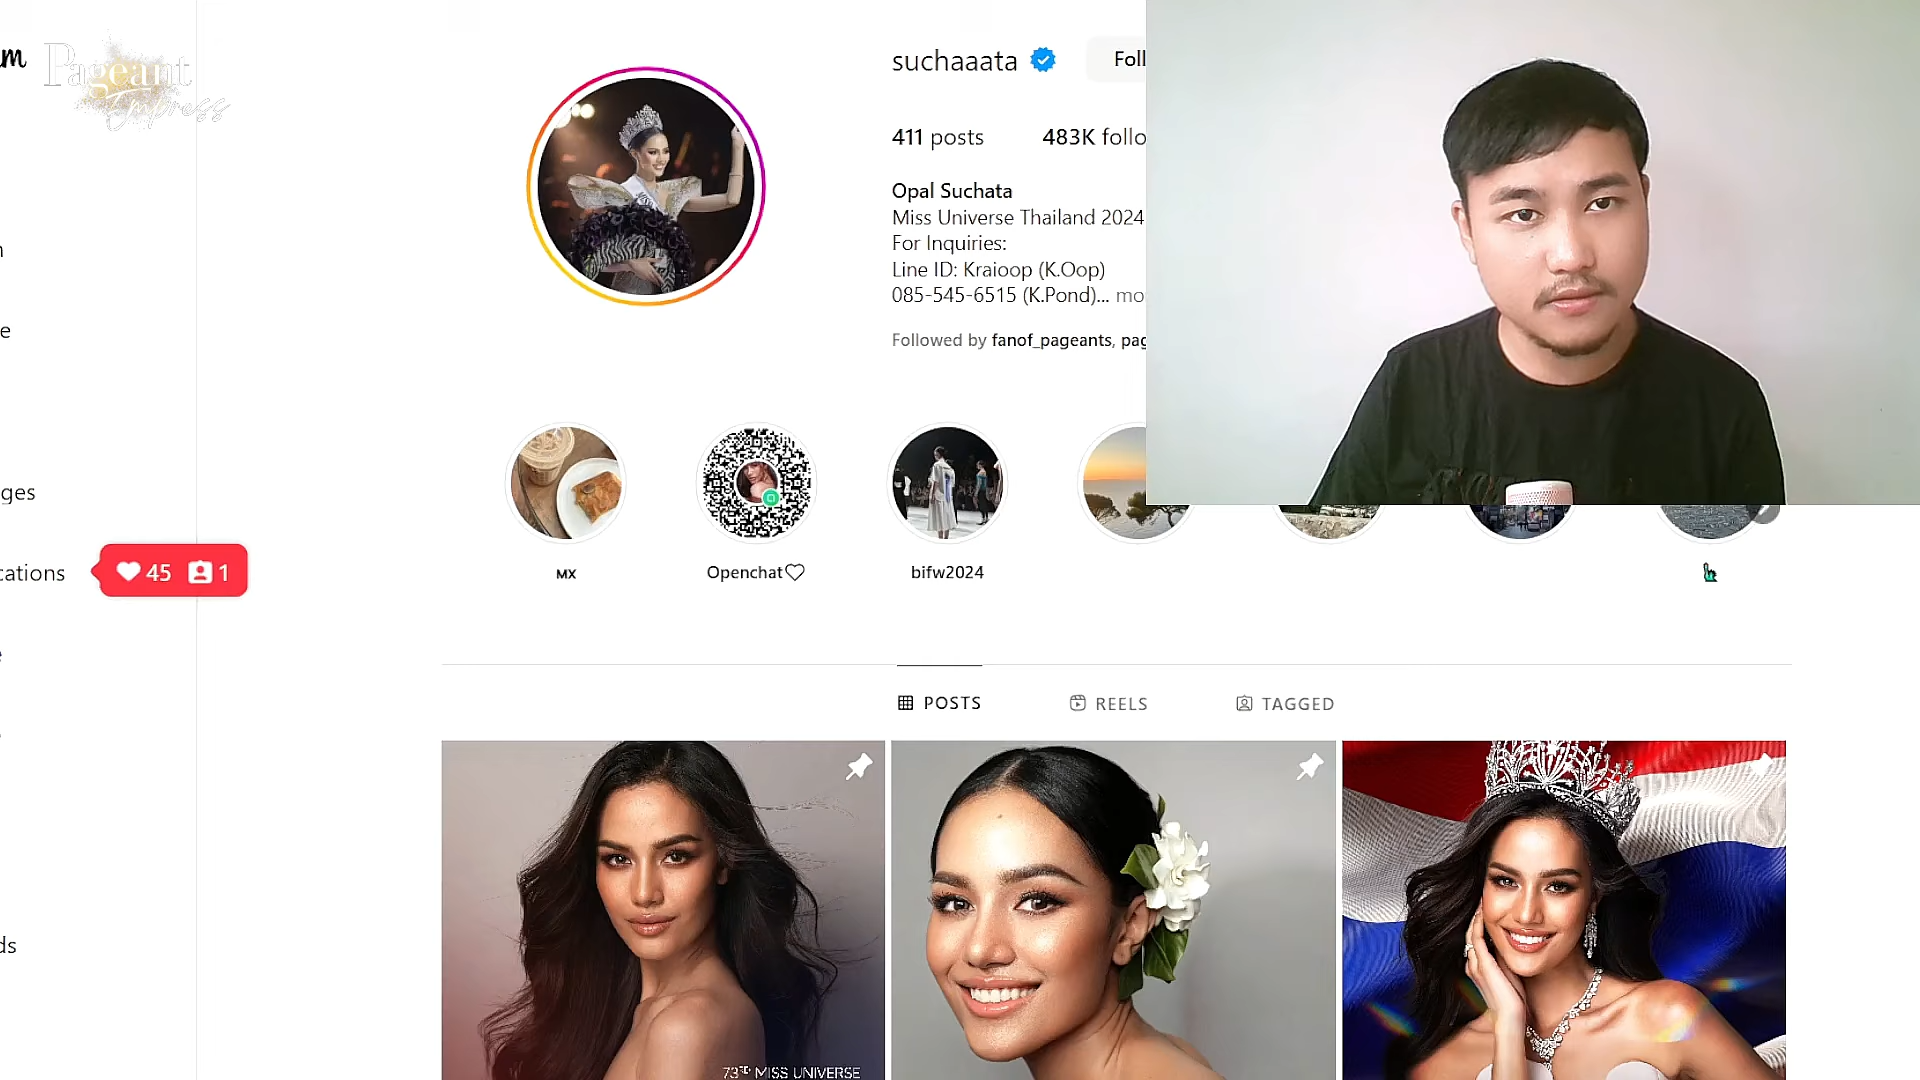 m
Pageant
Empress
suchaaata
Foll
411 posts
483K follo
Opal Suchata
Miss Universe Thailand 2024
For Inquiries:
Line ID: Kraioop (K.Oop)
085-545-6515 (K.Pond)... mo
Followed by fanof_pageants, pag
n
e
ges
cations
45 1
MX
Openchat
bifw2024
e
ds
POSTS
REELS
TAGGED
73RD MISS UNIVERSE